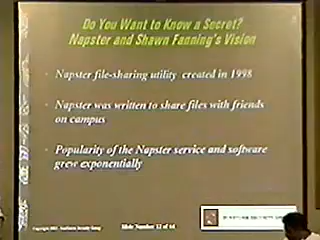 Do You Want to Know a Secret?
Napster and Shawn Fanning's Vision
Napster file-sharing utility created in 1998
Napster was written to share files with friends
on campus
Popularity of the Napster service and software
grew exponentially
Slide Number 12 of 64